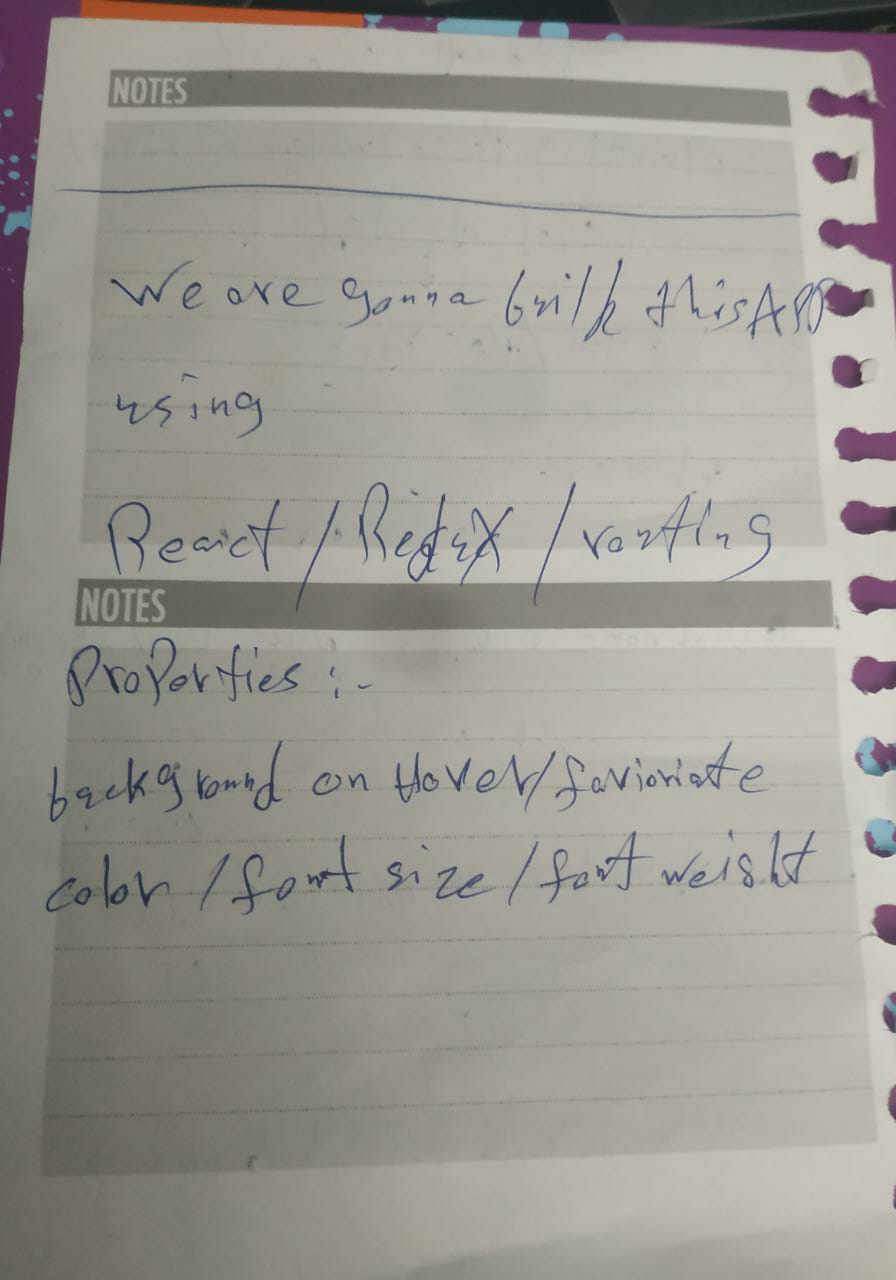 NOTES
We are gonna built this APP
using
React / Redux / routing
NOTES
Properties :-
background on Hover/favioriate
color / font size / font weight